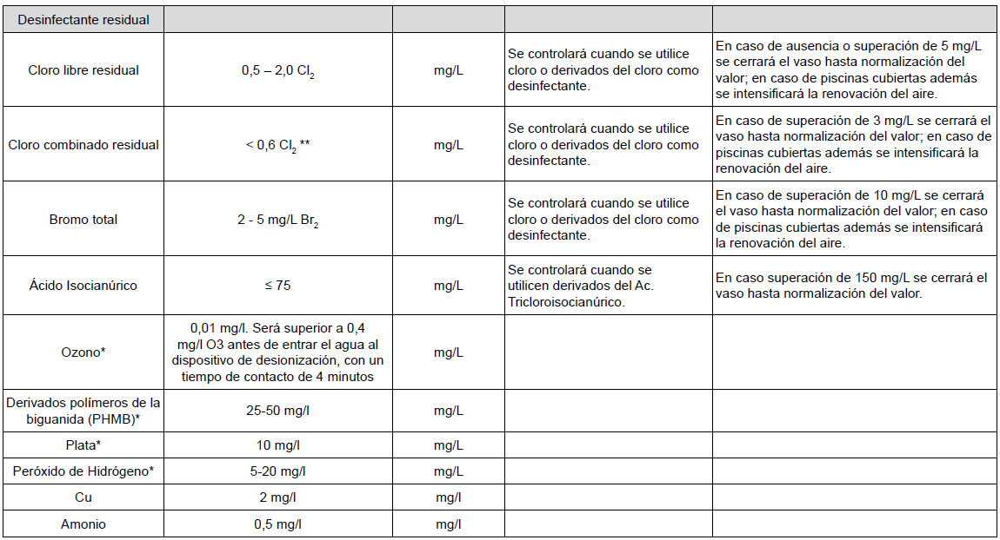 Desinfectante residual
Cloro libre residual
0,5 – 2,0 Cl2
mg/L
Se controlará cuando se utilice
cloro o derivados del cloro como
desinfectante.
En caso de ausencia o superación de 5 mg/L
se cerrará el vaso hasta normalización del
valor; en caso de piscinas cubiertas además
se intensificará la renovación del aire.
Cloro combinado residual
< 0,6 Cl2 **
mg/L
Se controlará cuando se utilice
cloro o derivados del cloro como
desinfectante.
En caso de superación de 3 mg/L se cerrará el
vaso hasta normalización del valor; en caso de
piscinas cubiertas además se intensificará la
renovación del aire.
Bromo total
2 - 5 mg/L Br2
mg/L
Se controlará cuando se utilice
cloro o derivados del cloro como
desinfectante.
En caso de superación de 10 mg/L se cerrará
el vaso hasta normalización del valor; en caso
de piscinas cubiertas además se intensificará
la renovación del aire.
Ácido Isocianúrico
≤ 75
mg/L
Se controlará cuando se
utilicen derivados del Ac.
Tricloroisocianúrico.
En caso superación de 150 mg/L se cerrará el
vaso hasta normalización del valor.
Ozono*
0,01 mg/l. Será superior a 0,4
mg/l O3 antes de entrar el agua al
dispositivo de desionización, con un
tiempo de contacto de 4 minutos
mg/L
Derivados polímeros de la
biguanida (PHMB)*
25-50 mg/l
mg/L
Plata*
10 mg/l
mg/L
Peróxido de Hidrógeno*
5-20 mg/l
mg/L
Cu
2 mg/l
mg/l
Amonio
0,5 mg/l
mg/l